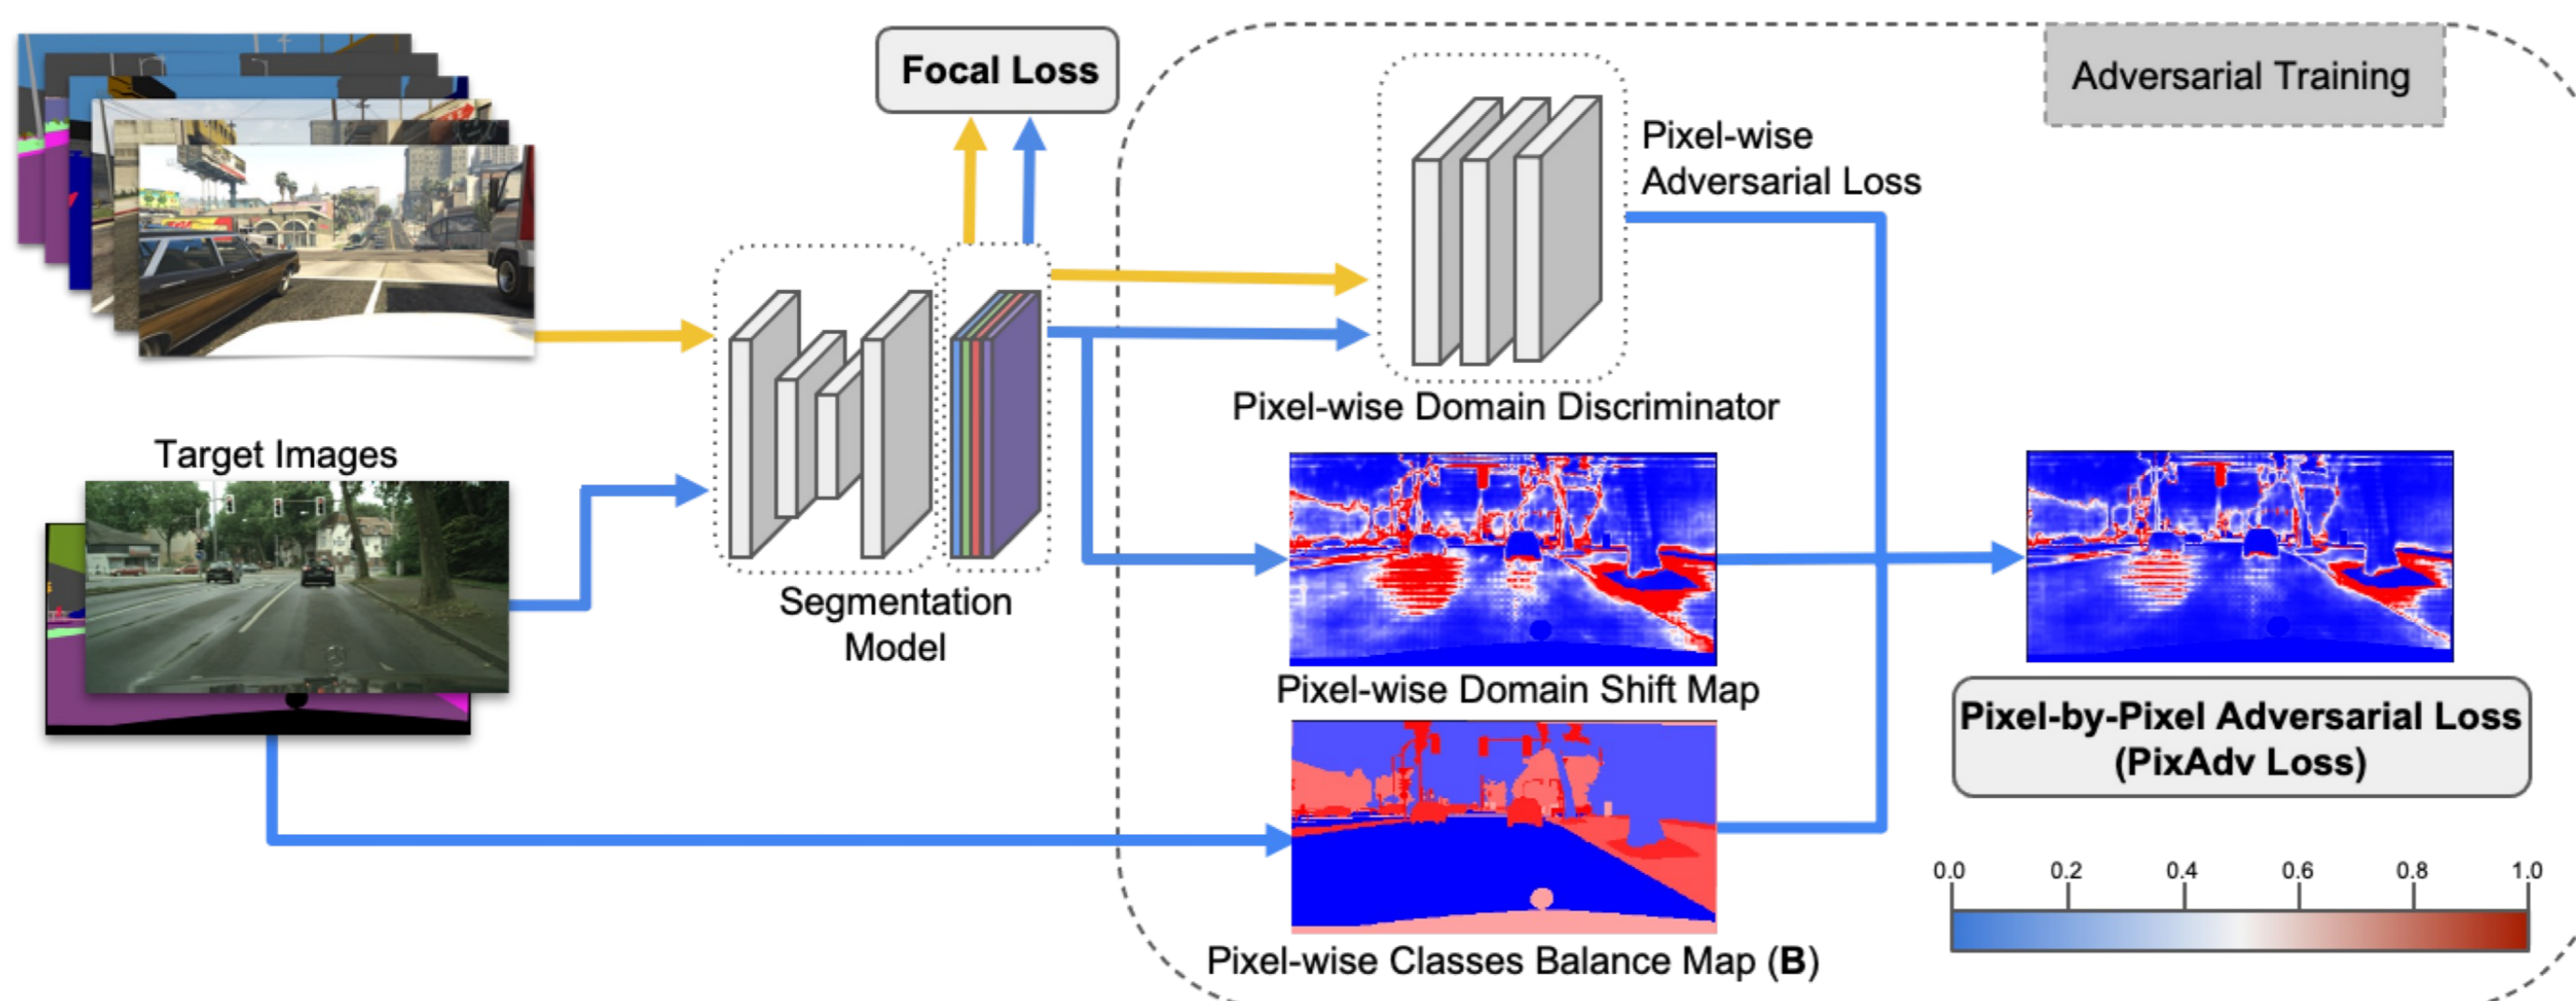 Focal Loss
Adversarial Training
Pixel-wise
Adversarial Loss
Pixel-wise Domain Discriminator
Target Images
Segmentation
Model
Pixel-wise Domain Shift Map
Pixel-by-Pixel Adversarial Loss
(PixAdv Loss)
0.0 0.2 0.4 0.6 0.8 1.0
Pixel-wise Classes Balance Map (B)